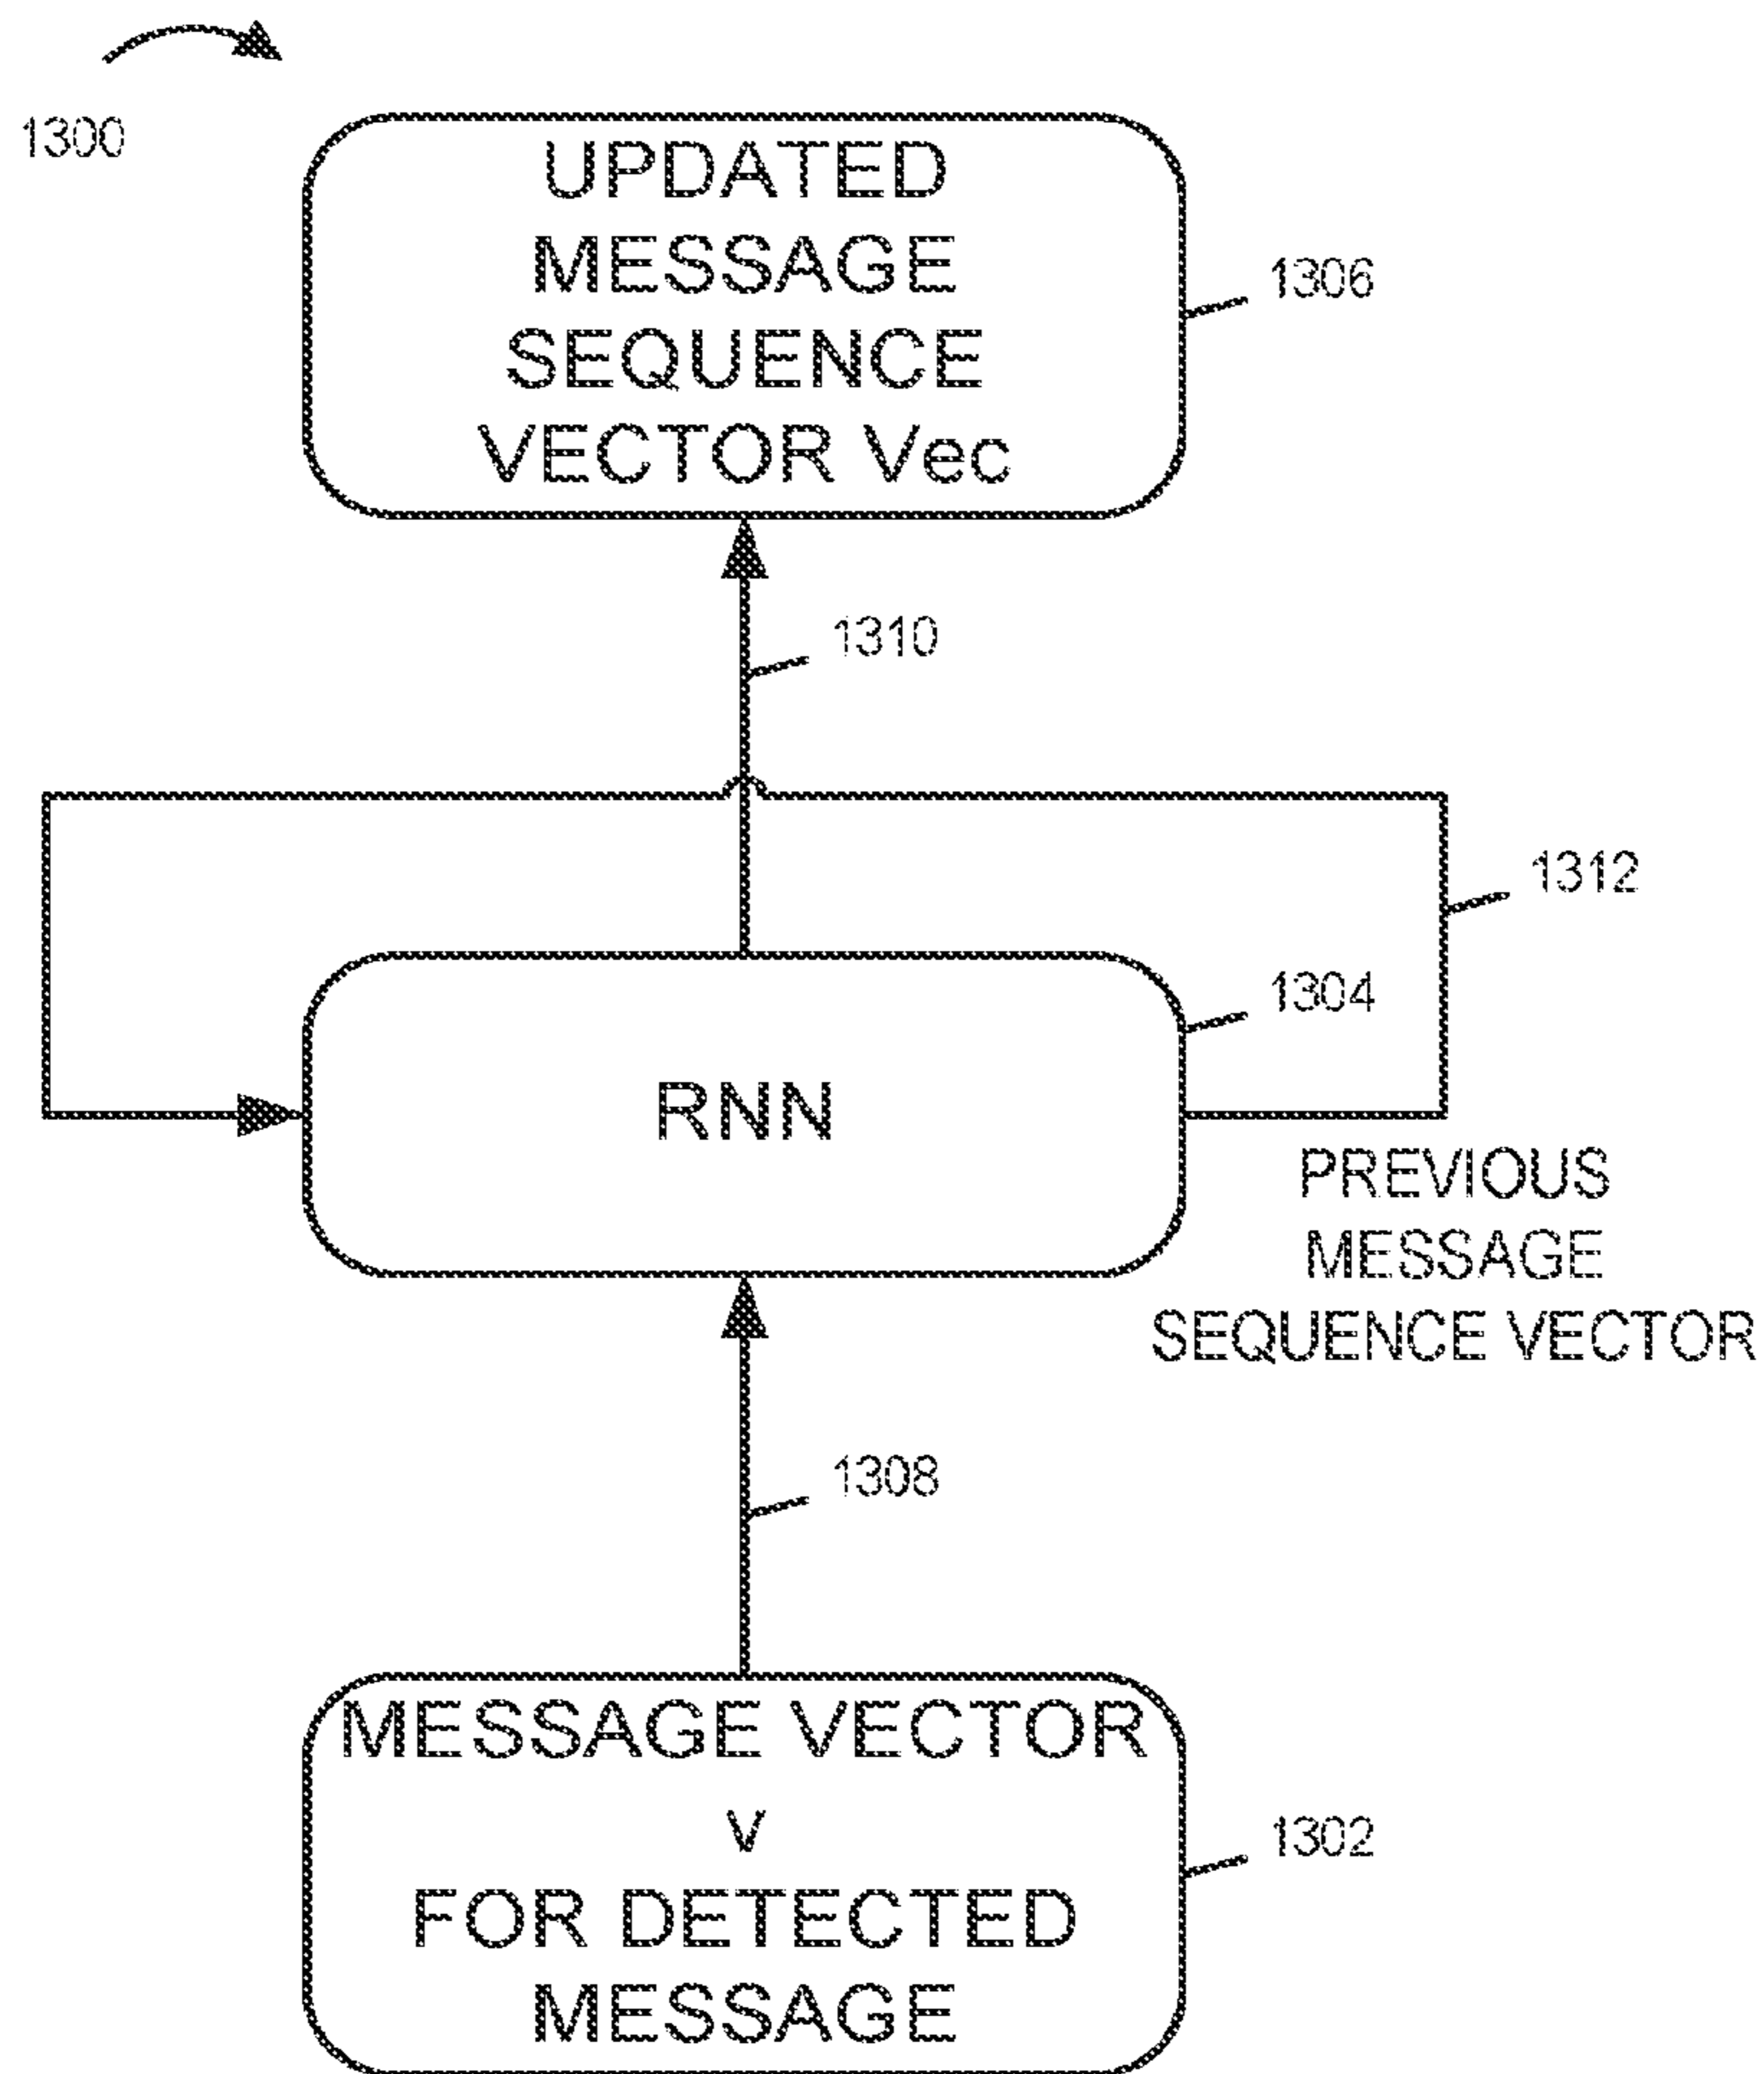 1300
UPDATED
MESSAGE
SEQUENCE
VECTOR Vec
1306
1310
1312
1304
RNN
PREVIOUS
MESSAGE
SEQUENCE VECTOR
1308
MESSAGE VECTOR
v
FOR DETECTED
MESSAGE
1302